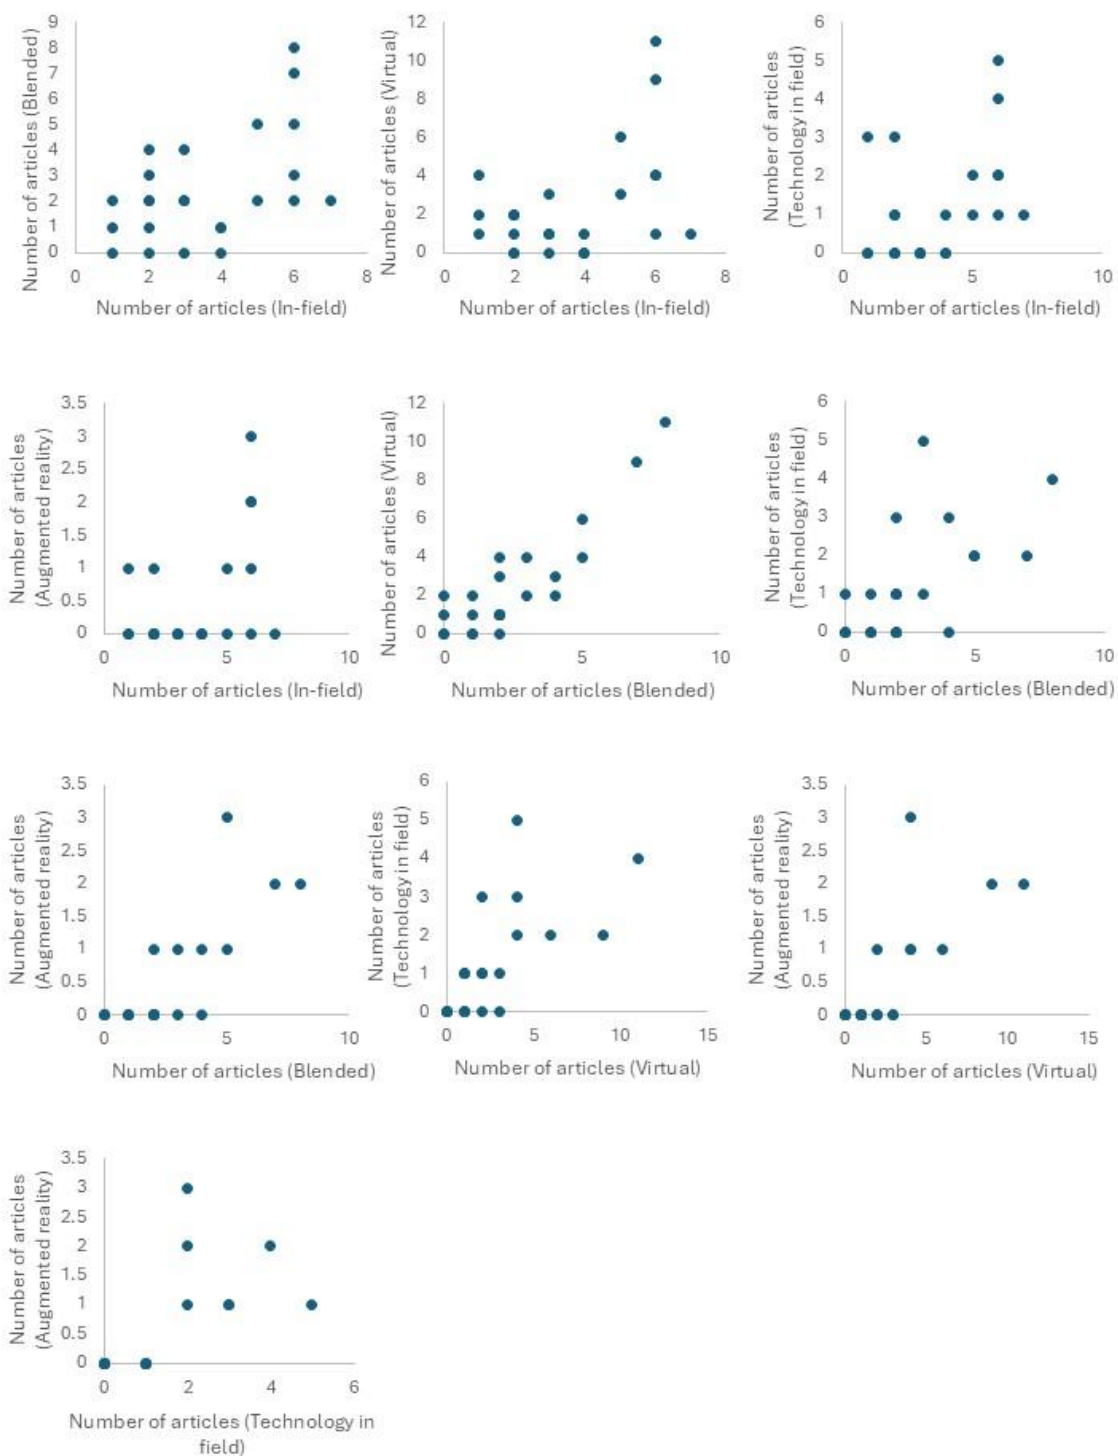 Number of articles (Blended)
9
8
7
6
5
4
3
2
1
0
0 2 4 6 8
Number of articles (In-field)
Number of articles (Virtual)
12
10
8
6
4
2
0
0 2 4 6 8
Number of articles (In-field)
Number of articles
(Technology in field)
6
5
4
3
2
1
0
0 5 10
Number of articles (In-field)
Number of articles
(Augmented reality)
3.5
3
2.5
2
1.5
1
0.5
0
0 5 10
Number of articles (In-field)
Number of articles (Virtual)
12
10
8
6
4
2
0
0 5 10
Number of articles (Blended)
Number of articles
(Technology in field)
6
5
4
3
2
1
0
0 5 10
Number of articles (Blended)
Number of articles
(Augmented reality)
3.5
3
2.5
2
1.5
1
0.5
0
0 5 10
Number of articles (Blended)
Number of articles
(Technology in field)
6
5
4
3
2
1
0
0 5 10 15
Number of articles (Virtual)
Number of articles
(Augmented reality)
3.5
3
2.5
2
1.5
1
0.5
0
0 5 10 15
Number of articles (Virtual)
Number of articles
(Augmented reality)
3.5
3
2.5
2
1.5
1
0.5
0
0 2 4 6
Number of articles (Technology in
field)